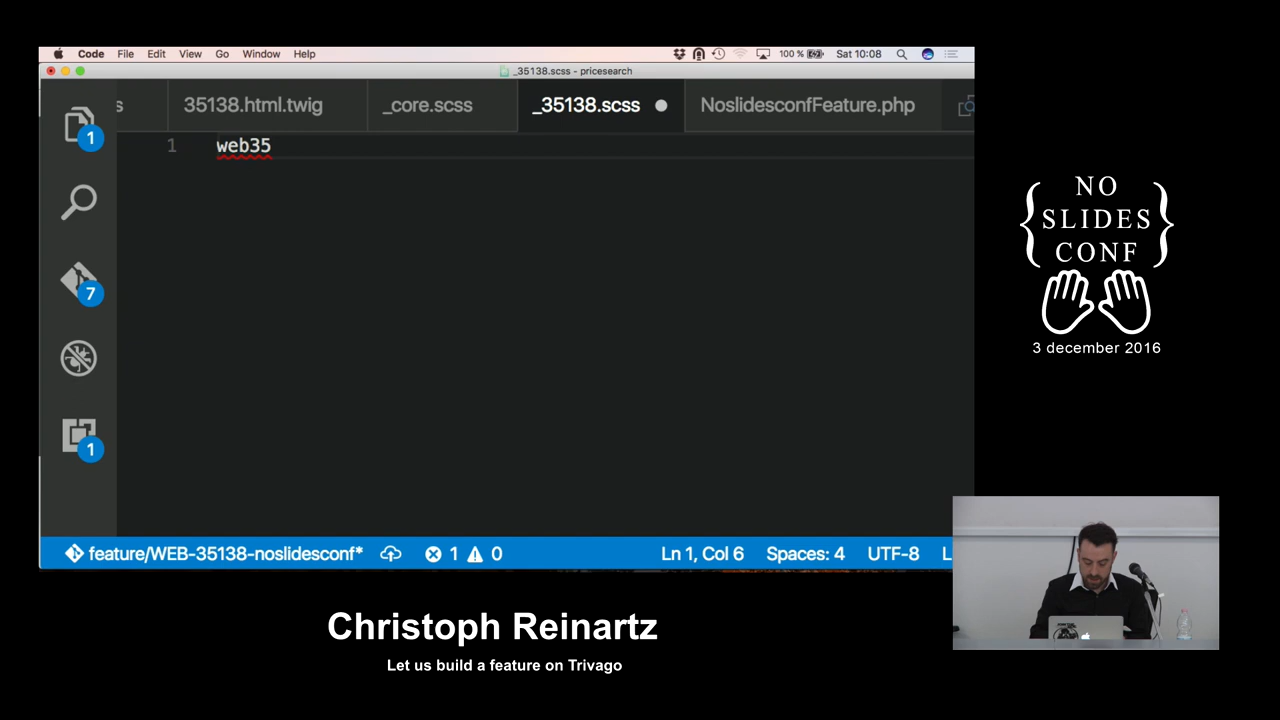 Code File Edit View Go Window Help 100 % Sat 10:08
_35138.scss - pricesearch
s 35138.html.twig _core.scss _35138.scss NoslidesconfFeature.php
1
1 web35
7
1
feature/WEB-35138-noslidesconf* 1 0 Ln 1, Col 6 Spaces: 4 UTF-8 L
NO
SLIDES
CONF
3 december 2016
Christoph Reinartz
Let us build a feature on Trivago